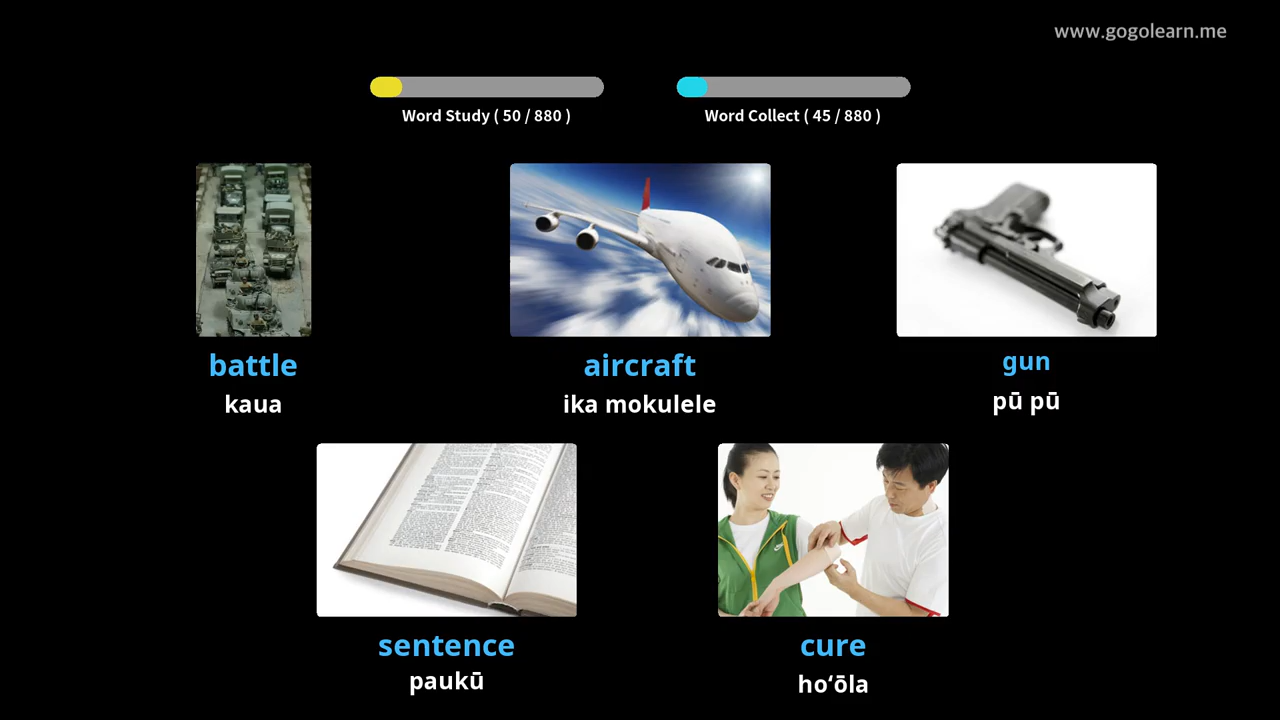 www.gogolearn.me
Word Study ( 50 / 880 )
Word Collect ( 45 / 880 )
battle
kaua
aircraft
ika mokulele
gun
pū pū
sentence
paukū
cure
hoʻōla